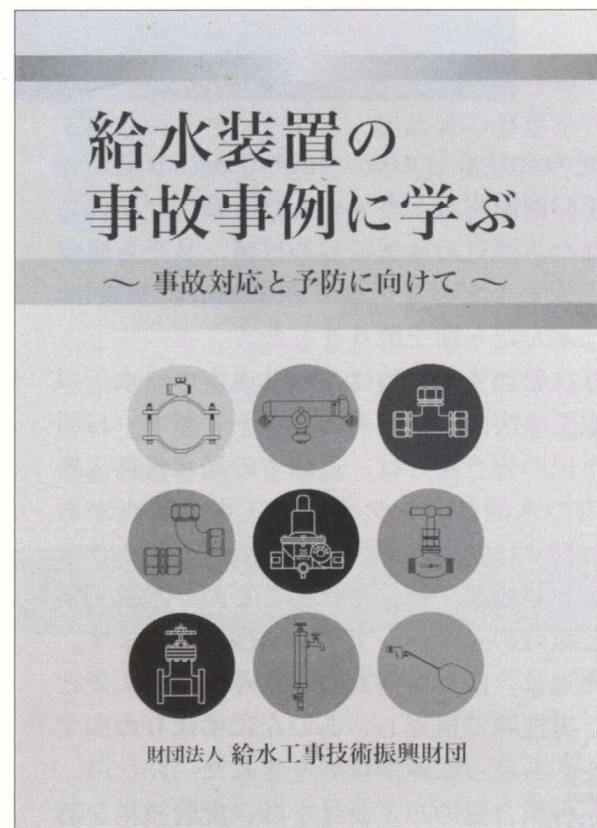 給水装置の
事故事例に学ぶ
～ 事故対応と予防に向けて ～
財団法人 給水工事技術振興財団